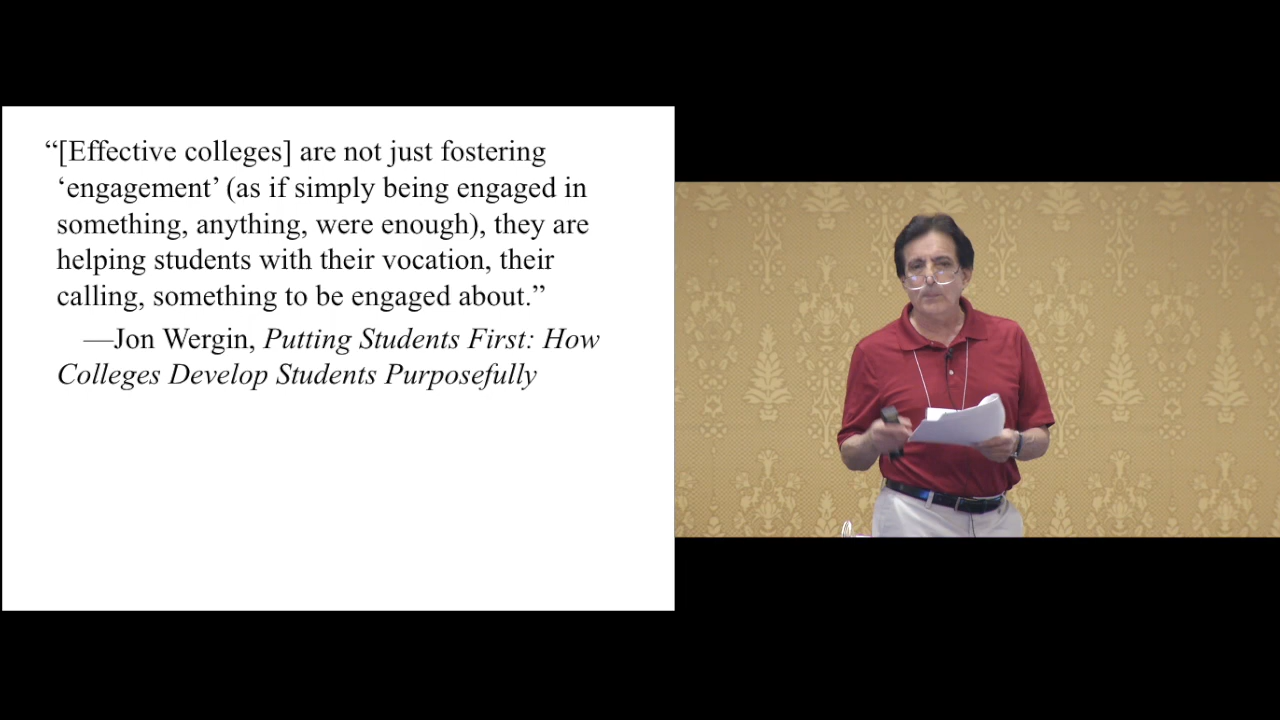 “[Effective colleges] are not just fostering
‘engagement’ (as if simply being engaged in
something, anything, were enough), they are
helping students with their vocation, their
calling, something to be engaged about.”
—Jon Wergin, Putting Students First: How
Colleges Develop Students Purposefully